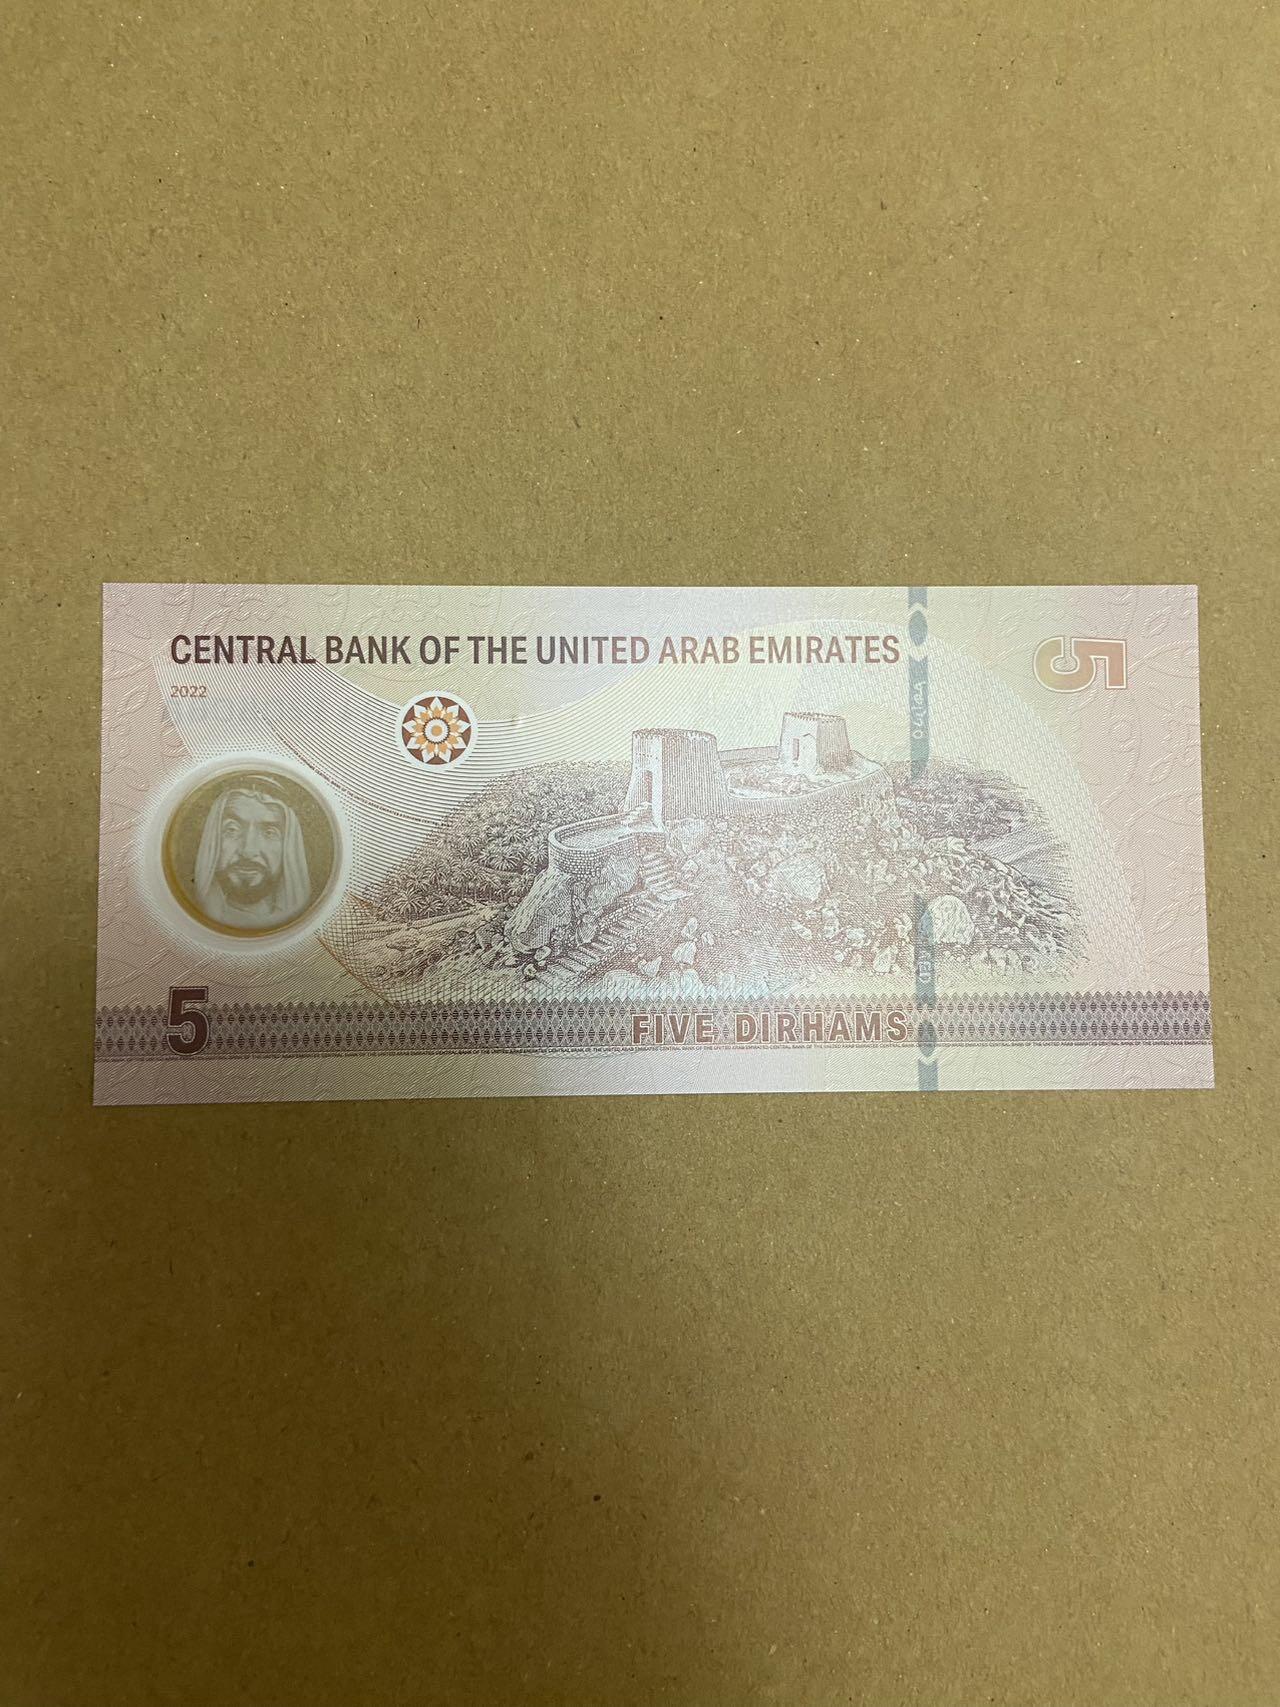 CENTRAL BANK OF THE UNITED ARAB EMIRATES
2022
5
5
FIVE DIRHAMS